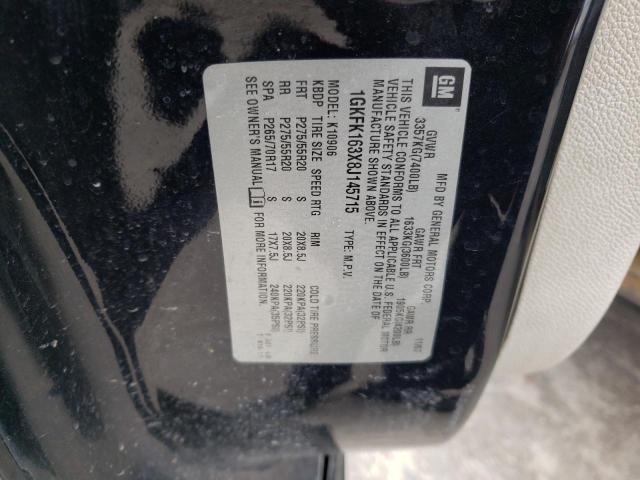 GM
MFD BY GENERAL MOTORS CORP.
GVWR GAWR FRT GAWR RR 11/07
3357KG(7400LB) 1633KG(3600LB) 1905KG(4200LB)
THIS VEHICLE CONFORMS TO ALL APPLICABLE U.S. FEDERAL MOTOR
VEHICLE SAFETY STANDARDS IN EFFECT ON THE DATE OF
MANUFACTURE SHOWN ABOVE.
1GKFK163X8J145715 TYPE: M.P.V.
MODEL: K10906
KBDP TIRE SIZE SPEED RTG RIM COLD TIRE PRESSURE
FRT P275/55R20 S 20X8.5J 220KPA(32PSI)
RR P275/55R20 S 20X8.5J 220KPA(32PSI)
SPA P265/70R17 S 17X7.5J 240KPA(35PSI)
SEE OWNER'S MANUAL FOR MORE INFORMATION.